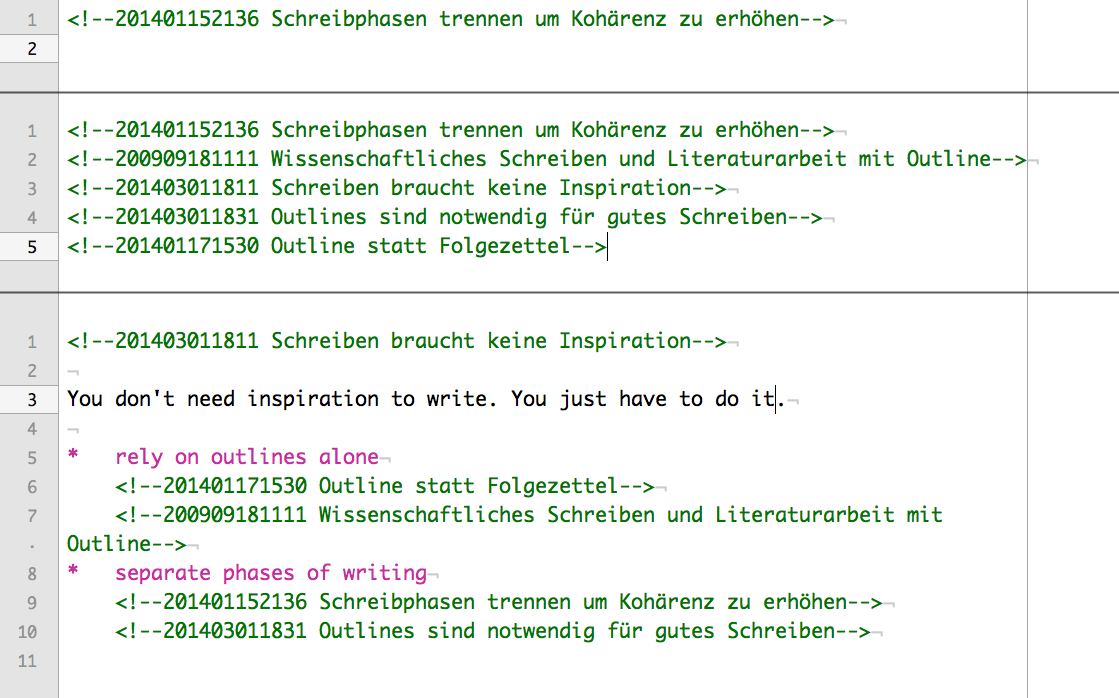 1 <!--201401152136 Schreibphasen trennen um Kohärenz zu erhöhen-->¬
2
1 <!--201401152136 Schreibphasen trennen um Kohärenz zu erhöhen-->¬
2 <!--200909181111 Wissenschaftliches Schreiben und Literaturarbeit mit Outline-->¬
3 <!--201403011811 Schreiben braucht keine Inspiration-->¬
4 <!--201403011831 Outlines sind notwendig für gutes Schreiben-->¬
5 <!--201401171530 Outline statt Folgezettel-->
1 <!--201403011811 Schreiben braucht keine Inspiration-->¬
2 ¬
3 You don't need inspiration to write. You just have to do it.¬
4 ¬
5 * rely on outlines alone¬
6 <!--201401171530 Outline statt Folgezettel-->¬
7 <!--200909181111 Wissenschaftliches Schreiben und Literaturarbeit mit
· Outline-->¬
8 * separate phases of writing¬
9 <!--201401152136 Schreibphasen trennen um Kohärenz zu erhöhen-->¬
10 <!--201403011831 Outlines sind notwendig für gutes Schreiben-->¬
11